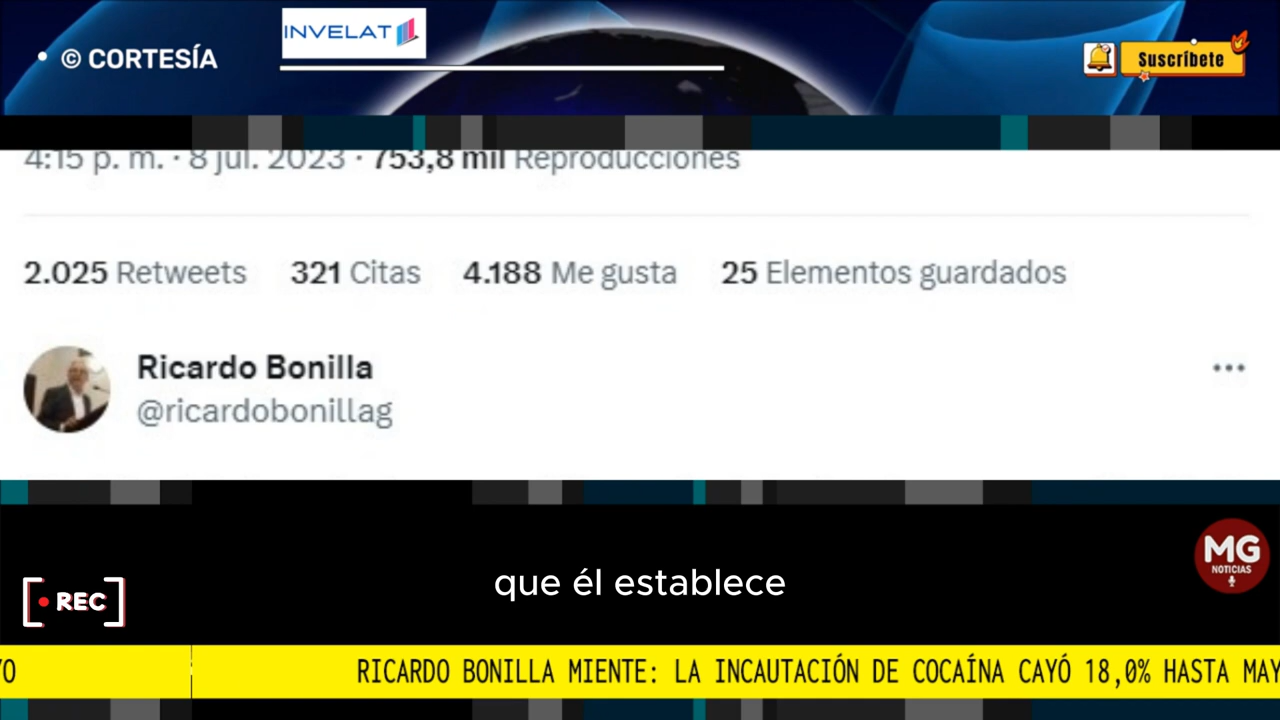 INVELAT
• © CORTESÍA
Suscríbete
4:15 p. m. · 8 jul. 2023 · 753,8 mil Reproducciones
2.025 Retweets 321 Citas 4.188 Me gusta 25 Elementos guardados
Ricardo Bonilla
@ricardobonillag
que él establece
MG
NOTICIAS
REC
YO RICARDO BONILLA MIENTE: LA INCAUTACIÓN DE COCAÍNA CAYÓ 18,0% HASTA MAY